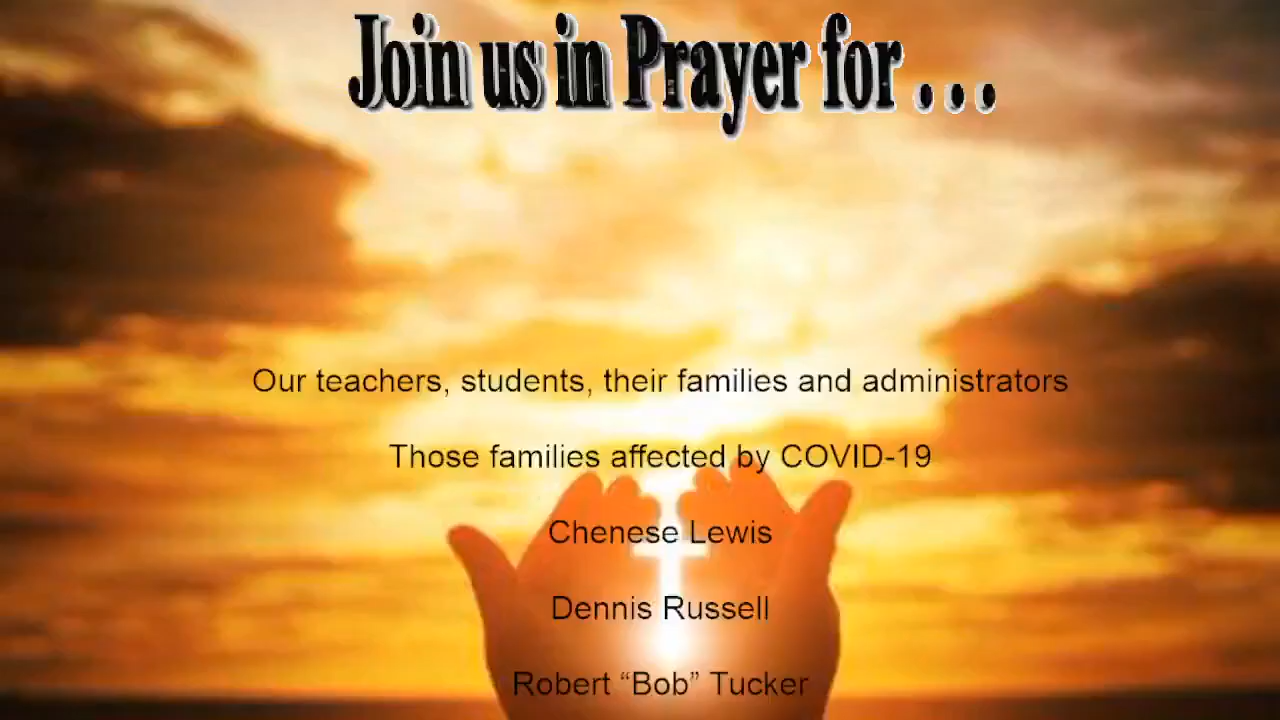 Join us in Prayer for . . .
Our teachers, students, their families and administrators
Those families affected by COVID-19
Chenese Lewis
Dennis Russell
Robert “Bob” Tucker